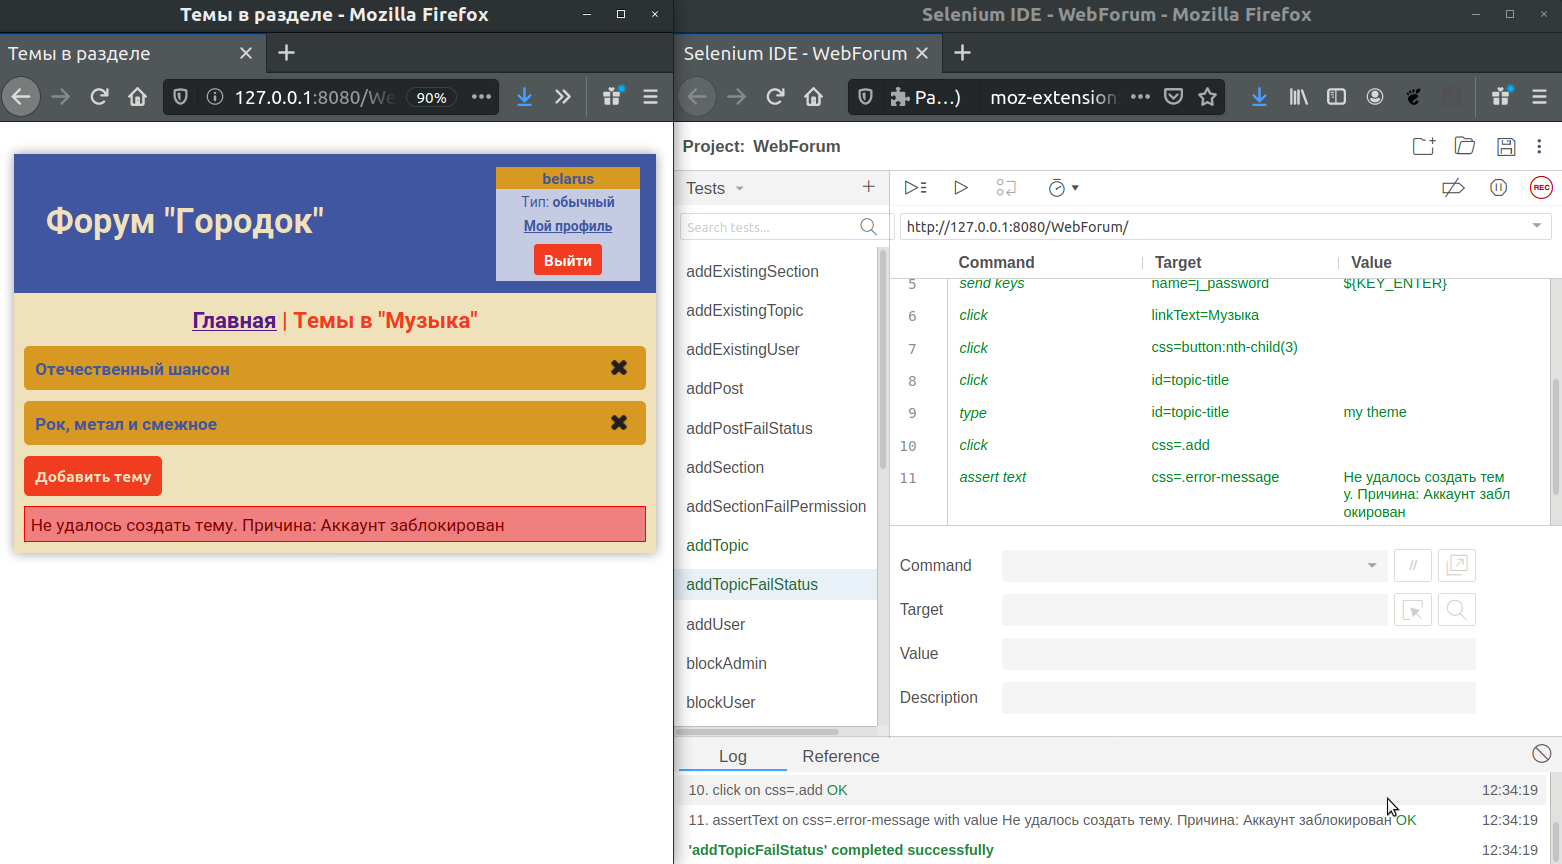 Темы в разделе - Mozilla Firefox
Темы в разделе
127.0.0.1:8080/We
90%
Форум "Городок"
belarus
Тип: обычный
Мой профиль
Выйти
Главная | Темы в "Музыка"
Отечественный шансон
Рок, метал и смежное
Добавить тему
Не удалось создать тему. Причина: Аккаунт заблокирован
Selenium IDE - WebForum - Mozilla Firefox
Selenium IDE - WebForum
Pa...) moz-extension:
Project: WebForum
Tests
REC
Search tests...
http://127.0.0.1:8080/WebForum/
addExistingSection
addExistingTopic
addExistingUser
addPost
addPostFailStatus
addSection
addSectionFailPermission
addTopic
addTopicFailStatus
addUser
blockAdmin
blockUser
Command Target Value
5 send keys name=j_password ${KEY_ENTER}
6 click linkText=Музыка
7 click css=button:nth-child(3)
8 click id=topic-title
9 type id=topic-title my theme
10 click css=.add
11 assert text css=.error-message Не удалось создать тем
у. Причина: Аккаунт забл
окирован
Command
//
Target
Value
Description
Log Reference
10. click on css=.add OK 12:34:19
11. assertText on css=.error-message with value Не удалось создать тему. Причина: Аккаунт заблокирован OK 12:34:19
'addTopicFailStatus' completed successfully 12:34:19